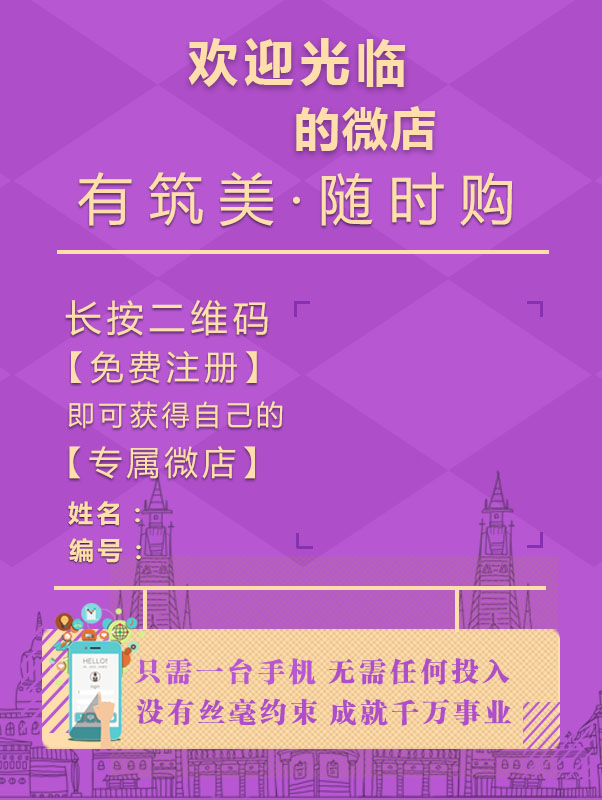 欢迎光临
的微店
有筑美·随时购
长按二维码
【免费注册】
即可获得自己的
【专属微店】
姓名：
编号：
HELLO!
只需一台手机 无需任何投入
没有丝毫约束 成就千万事业